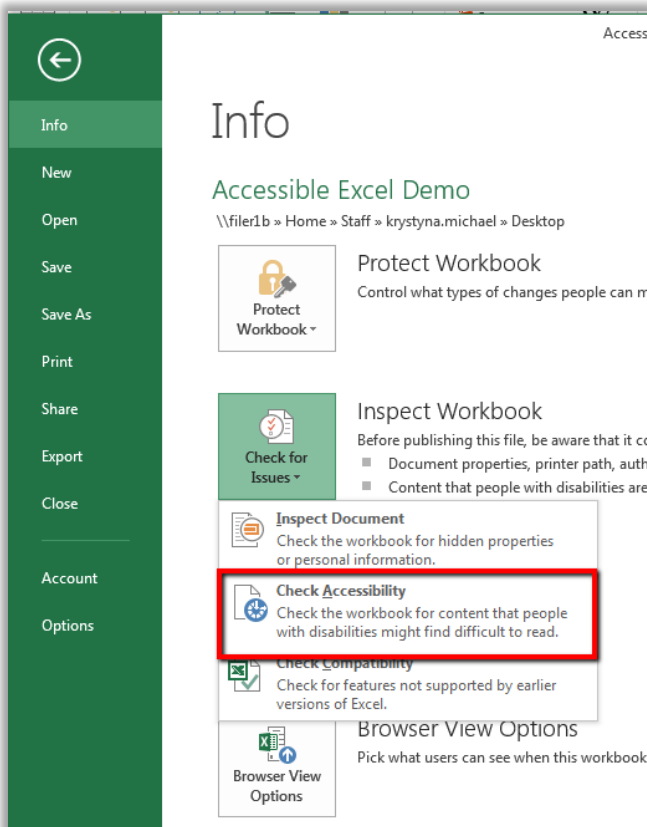 Access
Info
Info
New
Accessible Excel Demo
Open
\\filer1b » Home » Staff » krystyna.michael » Desktop
Save
Protect Workbook
Control what types of changes people can m
Protect
Workbook
Save As
Print
Share
Inspect Workbook
Before publishing this file, be aware that it co
Export
Check for
Issues
Document properties, printer path, auth
Content that people with disabilities are
Close
Inspect Document
Check the workbook for hidden properties
or personal information.
Account
Check Accessibility
Check the workbook for content that people
with disabilities might find difficult to read.
Options
Check Compatibility
Check for features not supported by earlier
versions of Excel.
Browser View Options
Pick what users can see when this workbook
Browser View
Options